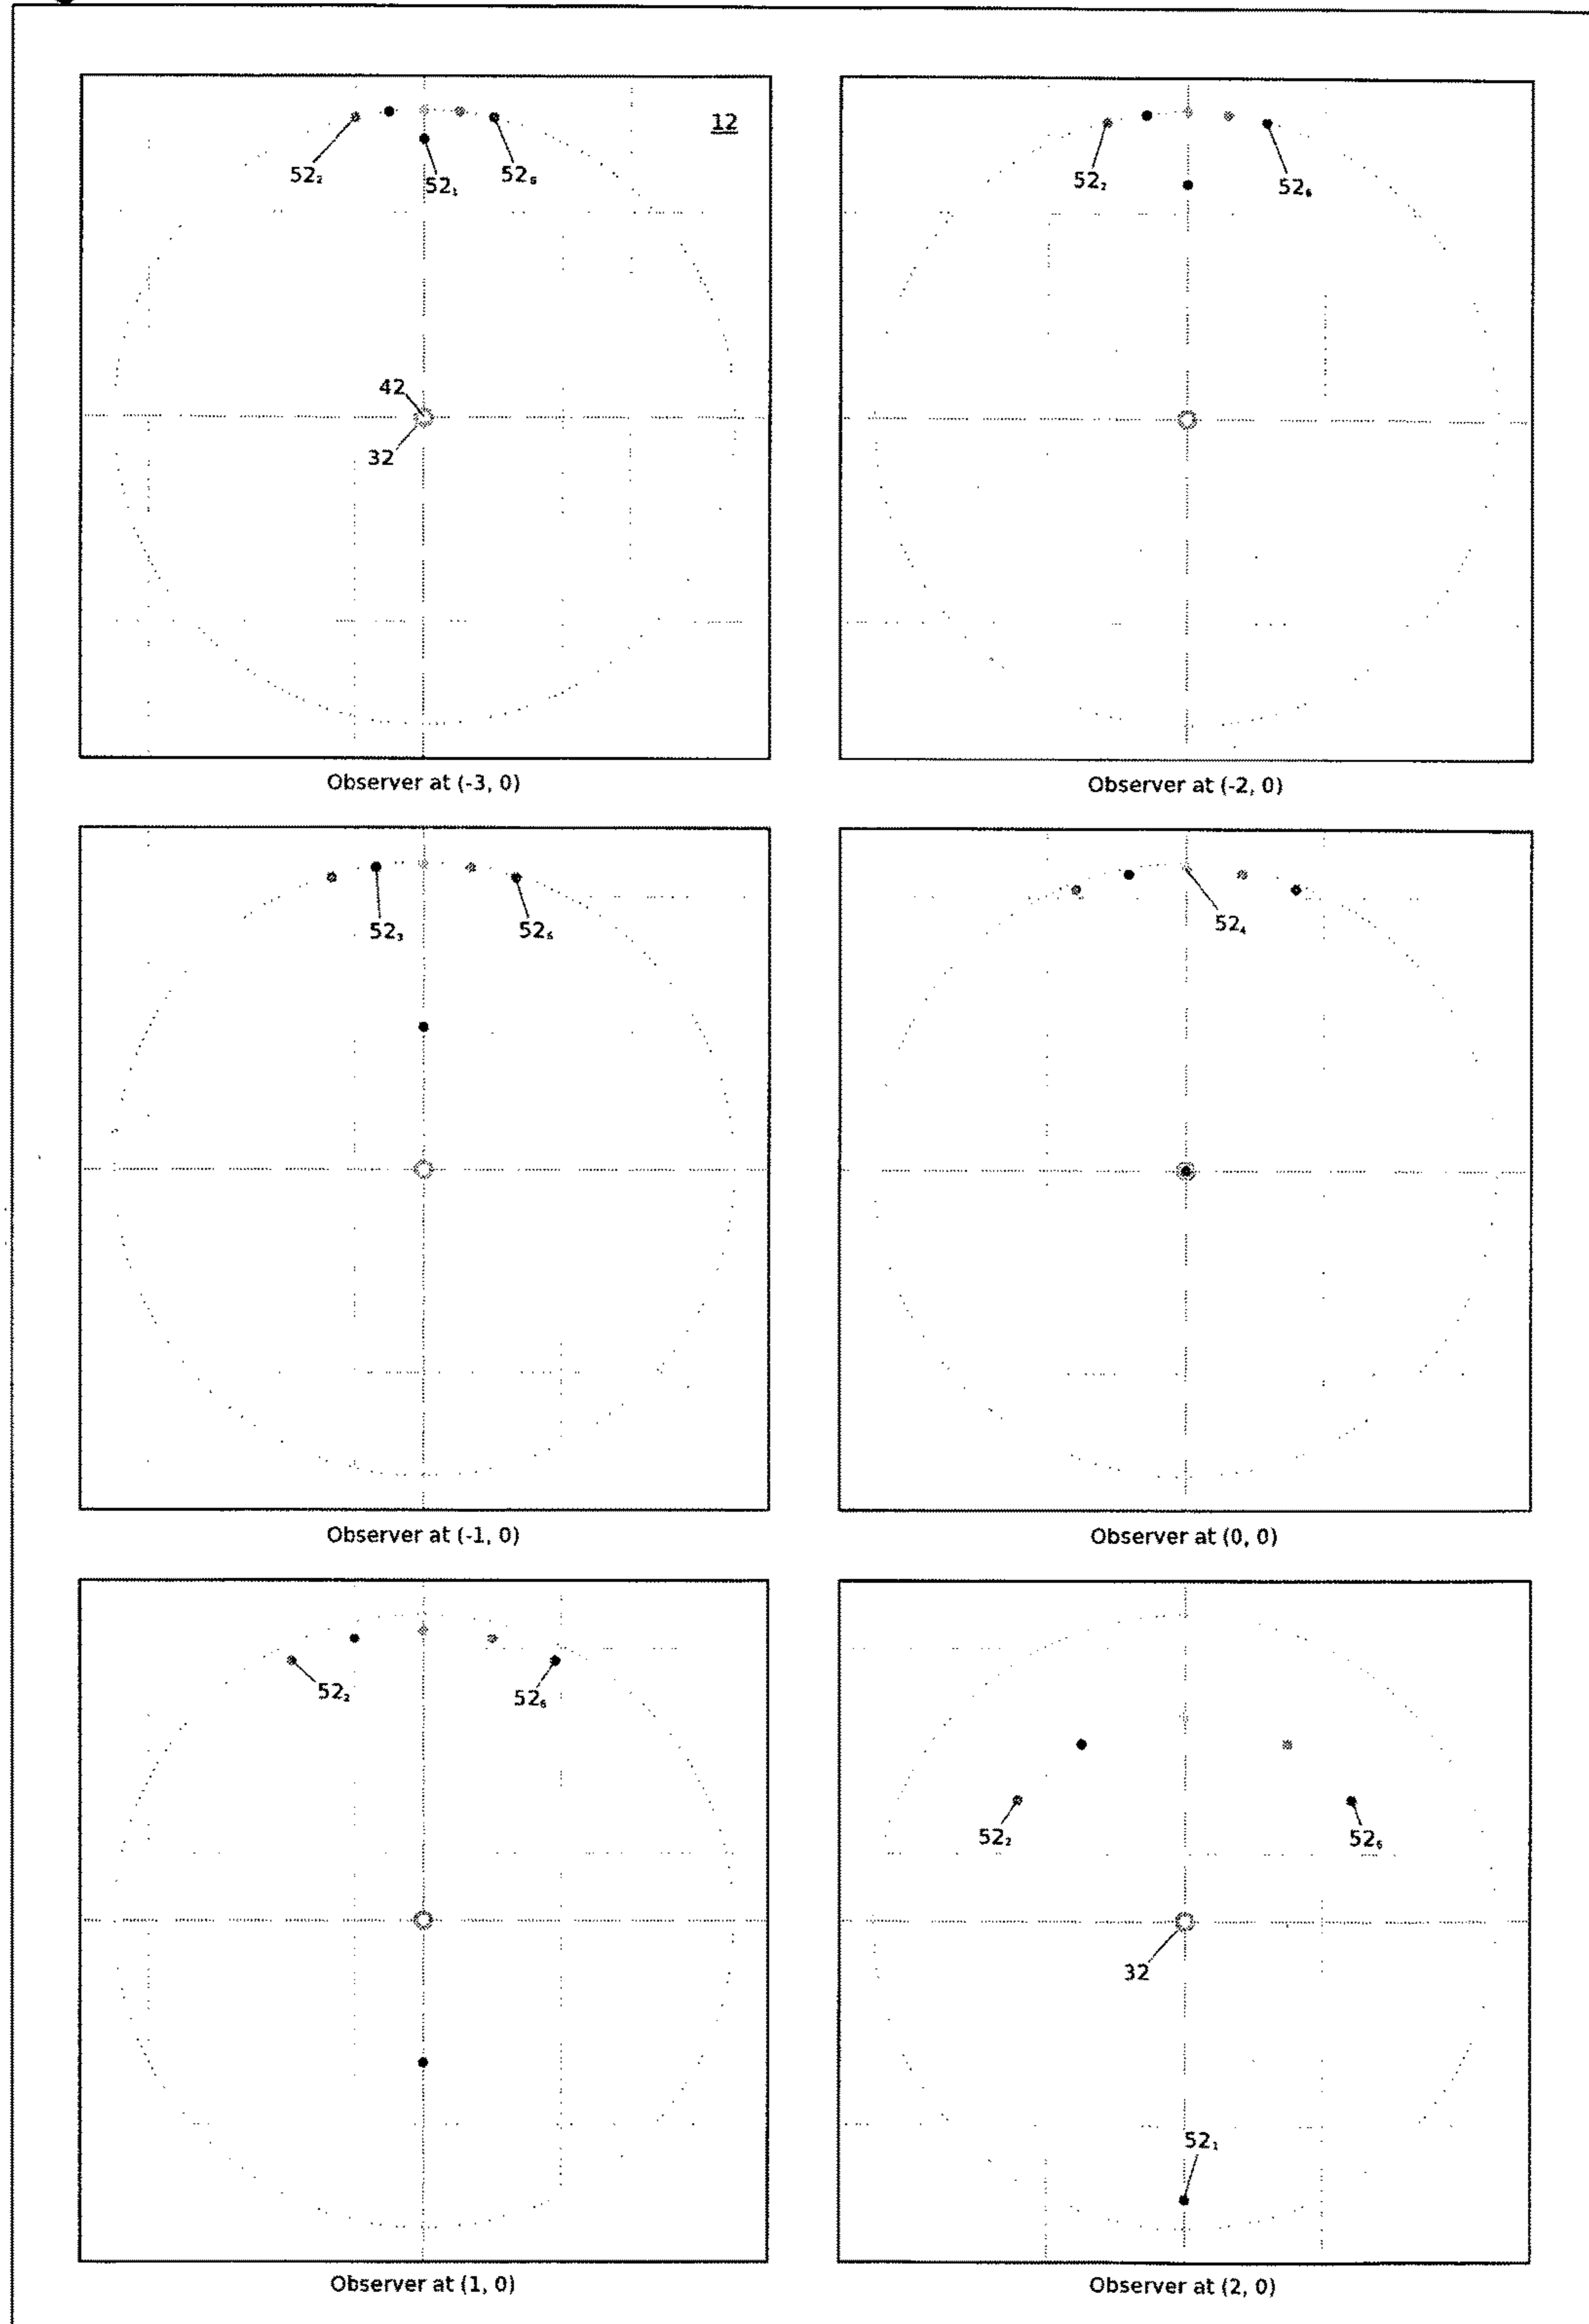 12
52₂ 52₁ 52₆
42
32
Observer at (-3, 0)
52₂ 52₆
Observer at (-2, 0)
52₃ 52₆
Observer at (-1, 0)
52₄
Observer at (0, 0)
52₂ 52₆
Observer at (1, 0)
52₂ 52₆
32
52₁
Observer at (2, 0)